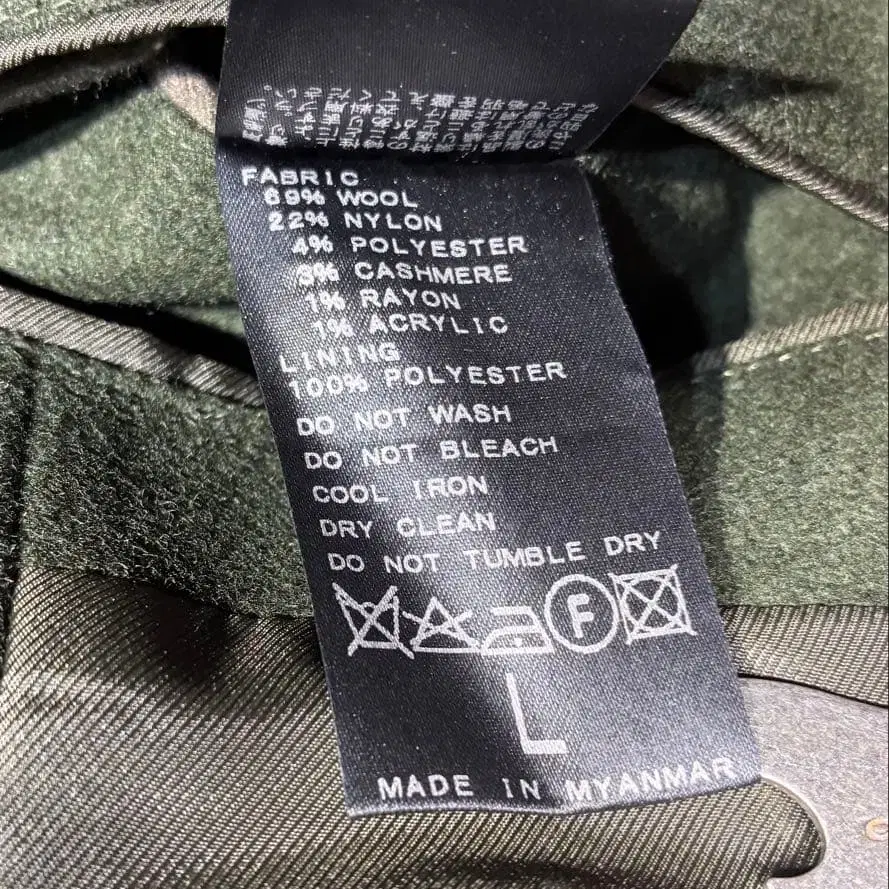 FABRIC
69% WOOL
22% NYLON
4% POLYESTER
3% CASHMERE
1% RAYON
1% ACRYLIC
LINING
100% POLYESTER
DO NOT WASH
DO NOT BLEACH
COOL IRON
DRY CLEAN
DO NOT TUMBLE DRY
F
L
MADE IN MYANMAR